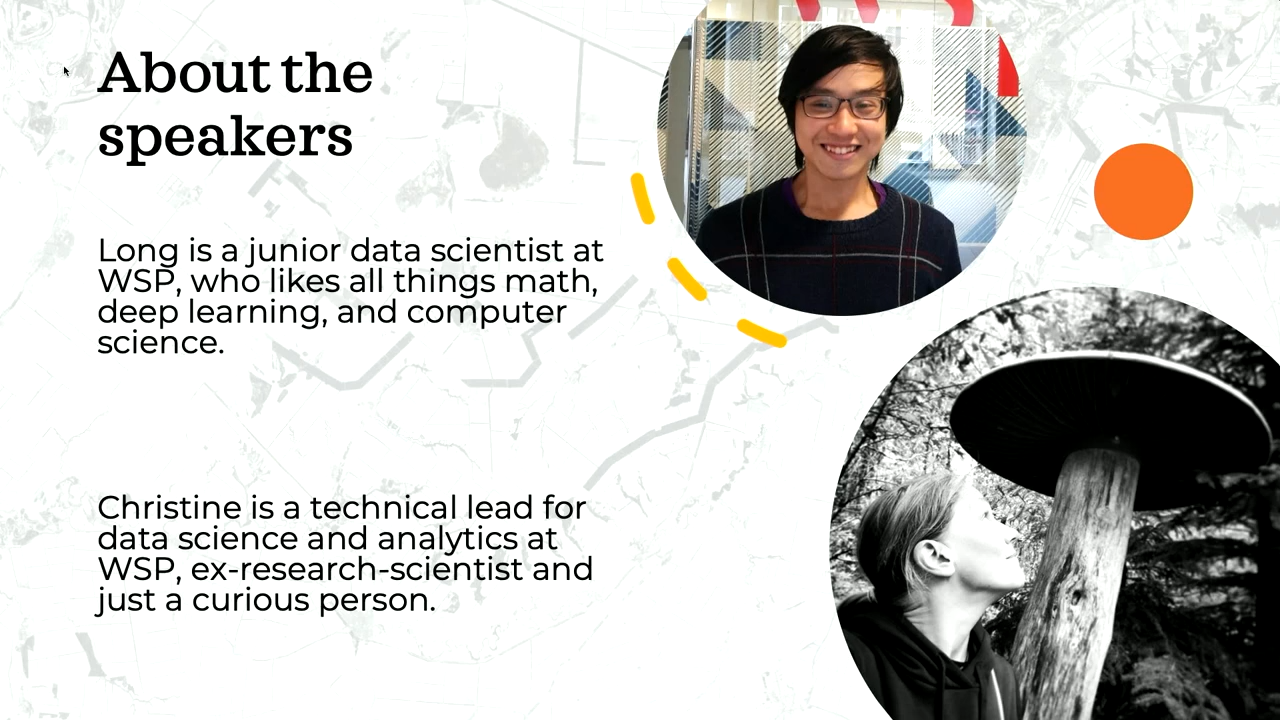 About the
speakers
Long is a junior data scientist at
WSP, who likes all things math,
deep learning, and computer
science.
Christine is a technical lead for
data science and analytics at
WSP, ex-research-scientist and
just a curious person.